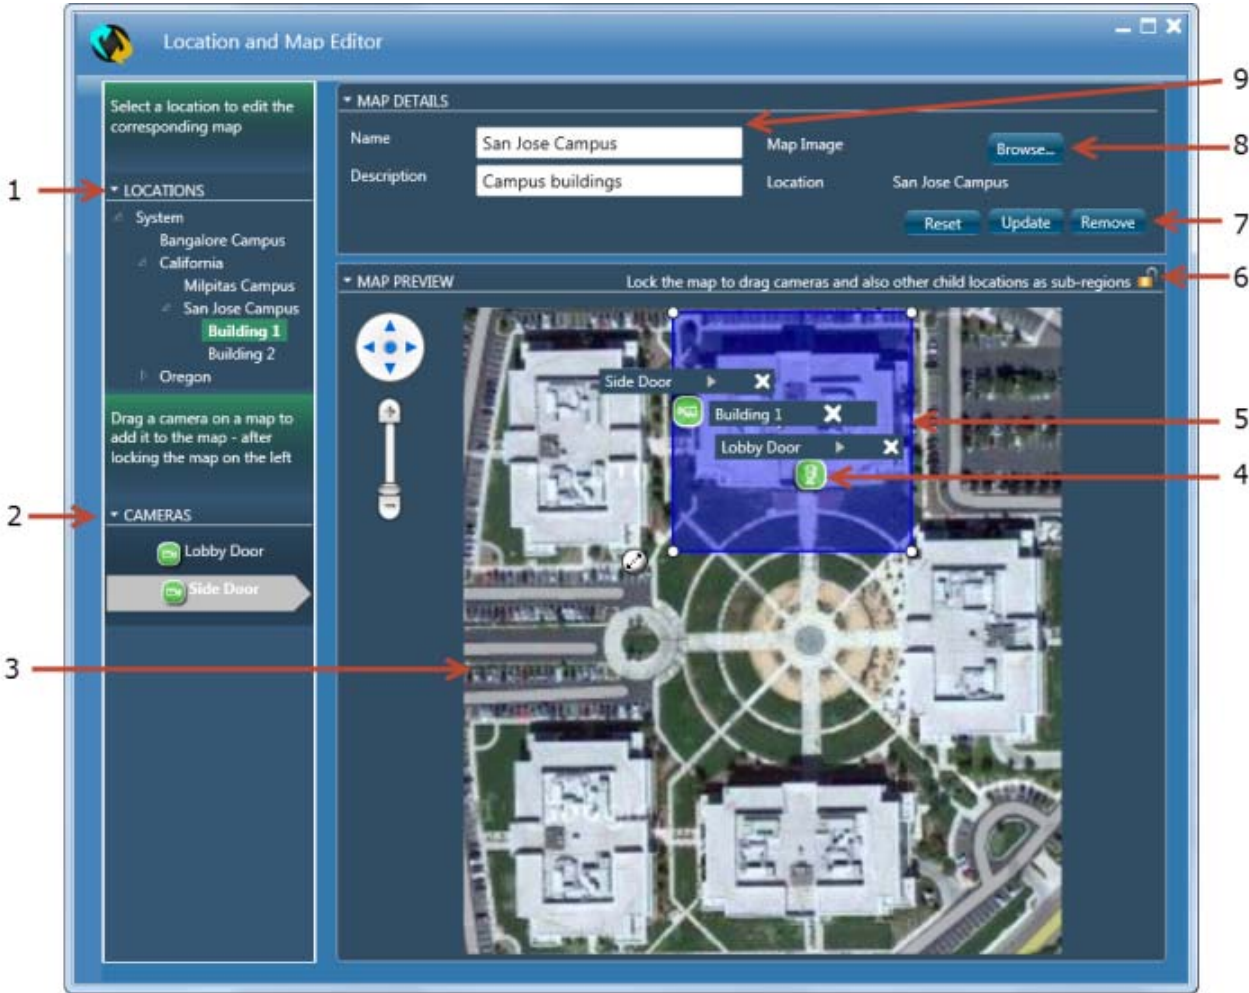 Location and Map Editor
Select a location to edit the
corresponding map
LOCATIONS
System
Bangalore Campus
California
Milpitas Campus
San Jose Campus
Building 1
Building 2
Oregon
Drag a camera on a map to
add it to the map - after
locking the map on the left
CAMERAS
Lobby Door
Side Door
MAP DETAILS
Name
San Jose Campus
Map Image
Browse...
Description
Campus buildings
Location
San Jose Campus
Reset
Update
Remove
MAP PREVIEW
Lock the map to drag cameras and also other child locations as sub-regions
Side Door
Building 1
Lobby Door
1
2
3
9
8
7
6
5
4